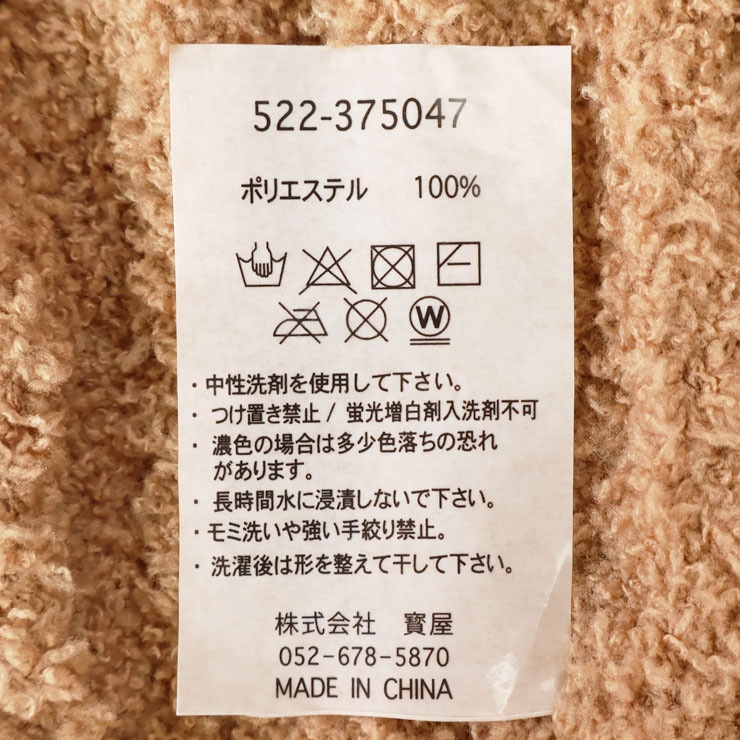 522-375047
ポリエステル 100%
W
・中性洗剤を使用して下さい。
・つけ置き禁止/蛍光増白剤入洗剤不可
・濃色の場合は多少色落ちの恐れ
があります。
・長時間水に浸漬しないで下さい。
・モミ洗いや強い手絞り禁止。
・洗濯後は形を整えて干して下さい。
株式会社 寳屋
052-678-5870
MADE IN CHINA